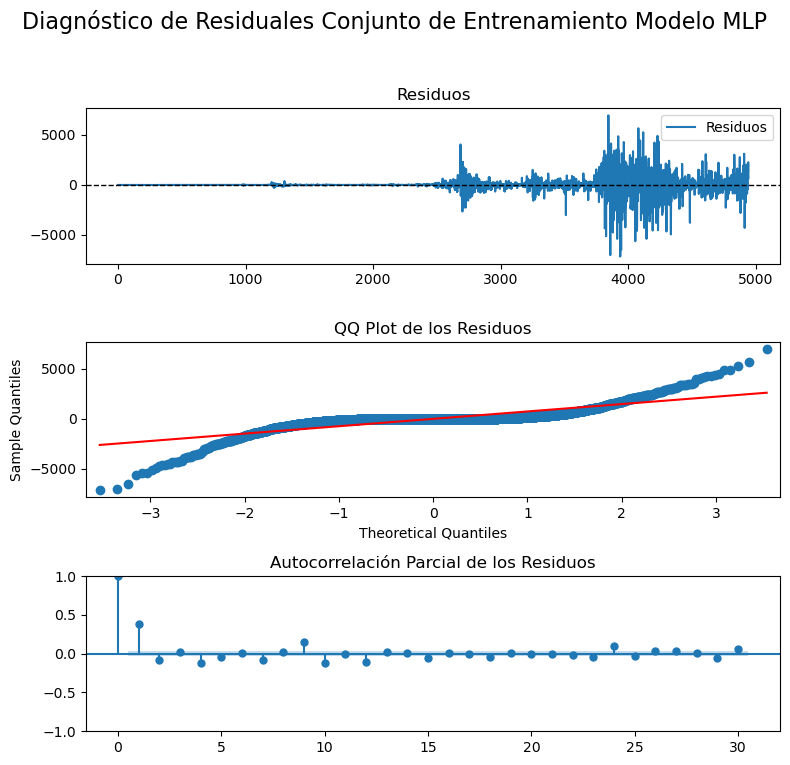 Diagnóstico de Residuales Conjunto de Entrenamiento Modelo MLP
Residuos
5000
0
−5000
Residuos
0 1000 2000 3000 4000 5000
QQ Plot de los Residuos
Sample Quantiles
5000
0
−5000
−3 −2 −1 0 1 2 3
Theoretical Quantiles
Autocorrelación Parcial de los Residuos
1.0
0.5
0.0
−0.5
−1.0
0 5 10 15 20 25 30